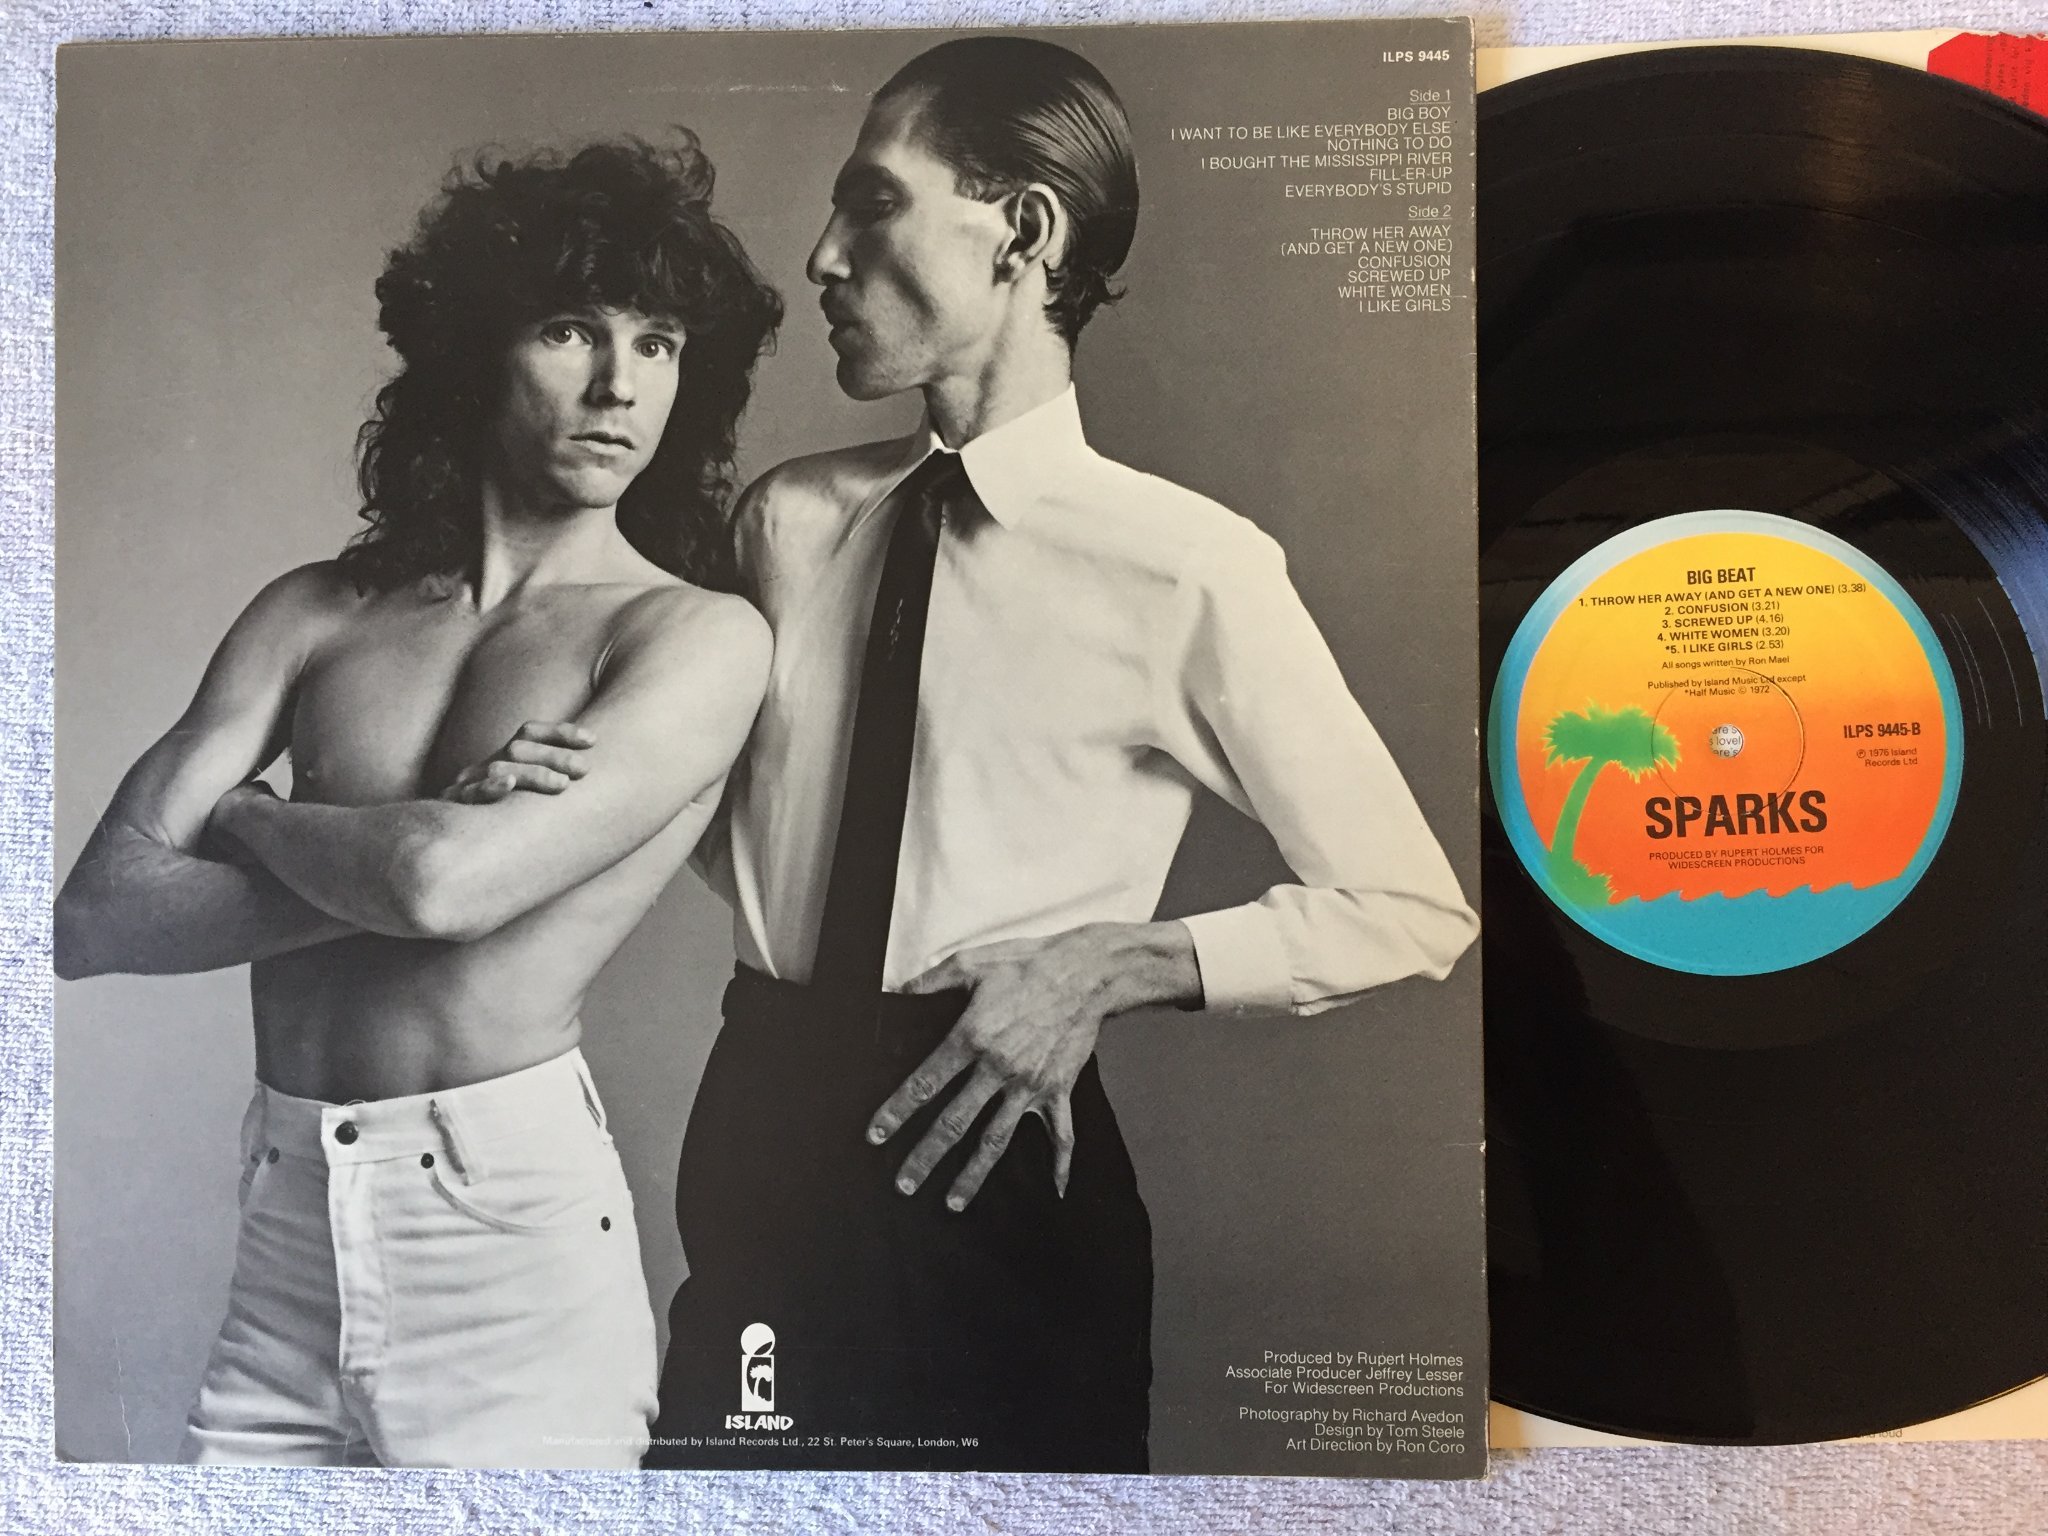 ILPS 9445
Side 1
BIG BOY
I WANT TO BE LIKE EVERYBODY ELSE
NOTHING TO DO
I BOUGHT THE MISSISSIPPI RIVER
FILL-ER-UP
EVERYBODY'S STUPID
Side 2
THROW HER AWAY
(AND GET A NEW ONE)
CONFUSION
SCREWED UP
WHITE WOMEN
I LIKE GIRLS
ISLAND
Manufactured and distributed by Island Records Ltd., 22 St. Peter's Square, London, W6
Produced by Rupert Holmes
Associate Producer Jeffrey Lesser
For Widescreen Productions
Photography by Richard Avedon
Design by Tom Steele
Art Direction by Ron Coro
BIG BEAT
1. THROW HER AWAY (AND GET A NEW ONE) (3.38)
2. CONFUSION (3.21)
3. SCREWED UP (4.16)
4. WHITE WOMEN (3.20)
*5. I LIKE GIRLS (2.53)
All songs written by Ron Mael
Published by Island Music Ltd except
*Half Music © 1972
ILPS 9445-B
℗ 1976 Island
Records Ltd
SPARKS
PRODUCED BY RUPERT HOLMES FOR
WIDESCREEN PRODUCTIONS
loud